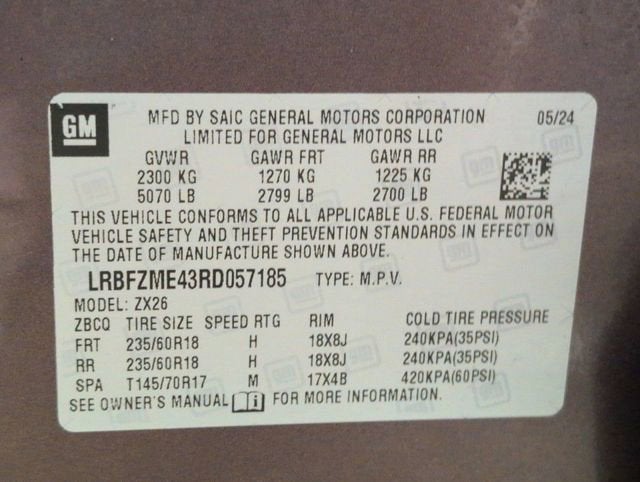 GM
MFD BY SAIC GENERAL MOTORS CORPORATION 05/24
LIMITED FOR GENERAL MOTORS LLC
GVWR GAWR FRT GAWR RR
2300 KG 1270 KG 1225 KG
5070 LB 2799 LB 2700 LB
THIS VEHICLE CONFORMS TO ALL APPLICABLE U.S. FEDERAL MOTOR
VEHICLE SAFETY AND THEFT PREVENTION STANDARDS IN EFFECT ON
THE DATE OF MANUFACTURE SHOWN ABOVE.
LRBFZME43RD057185 TYPE: M.P.V.
MODEL: ZX26
ZBCQ TIRE SIZE SPEED RTG RIM COLD TIRE PRESSURE
FRT 235/60R18 H 18X8J 240KPA(35PSI)
RR 235/60R18 H 18X8J 240KPA(35PSI)
SPA T145/70R17 M 17X4B 420KPA(60PSI)
SEE OWNER'S MANUAL i FOR MORE INFORMATION.